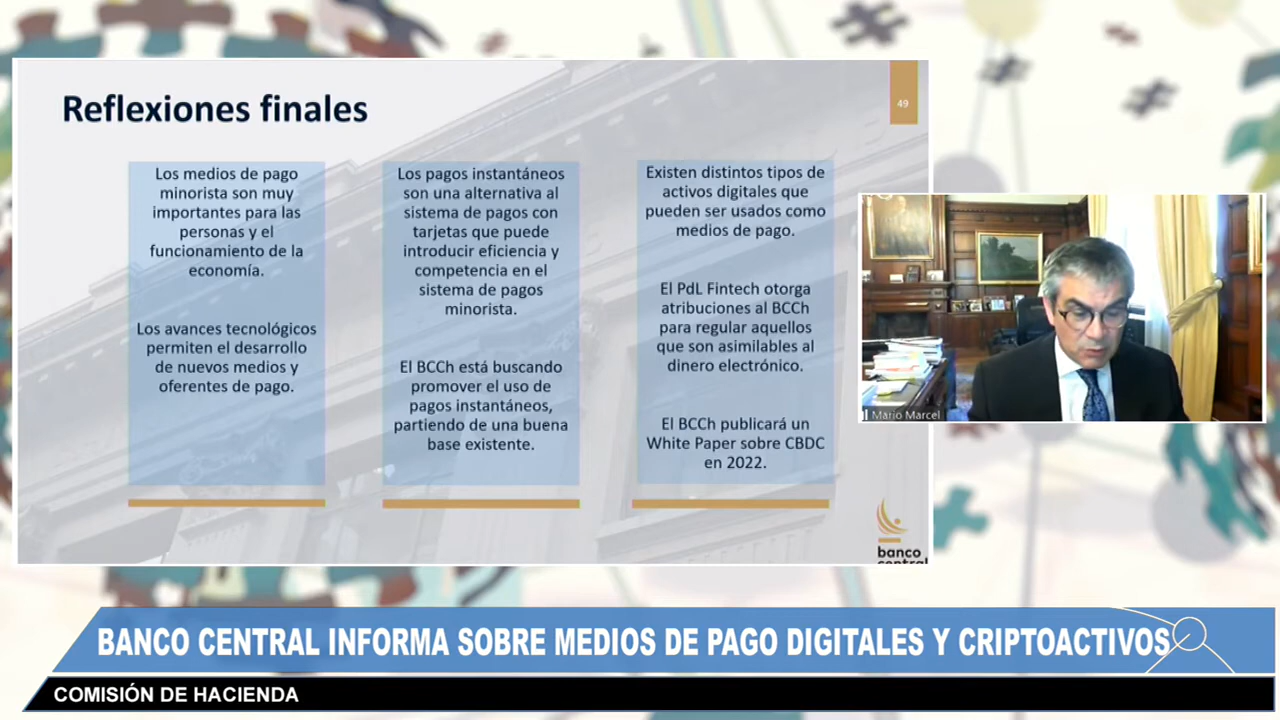 Reflexiones finales
49
Los medios de pago
minorista son muy
importantes para las
personas y el
funcionamiento de la
economía.
Los avances tecnológicos
permiten el desarrollo
de nuevos medios y
oferentes de pago.
Los pagos instantáneos
son una alternativa al
sistema de pagos con
tarjetas que puede
introducir eficiencia y
competencia en el
sistema de pagos
minorista.
El BCCh está buscando
promover el uso de
pagos instantáneos,
partiendo de una buena
base existente.
Existen distintos tipos de
activos digitales que
pueden ser usados como
medios de pago.
El PdL Fintech otorga
atribuciones al BCCh
para regular aquellos
que son asimilables al
dinero electrónico.
El BCCh publicará un
White Paper sobre CBDC
en 2022.
banco
central
Mario Marcel
BANCO CENTRAL INFORMA SOBRE MEDIOS DE PAGO DIGITALES Y CRIPTOACTIVOS
COMISIÓN DE HACIENDA